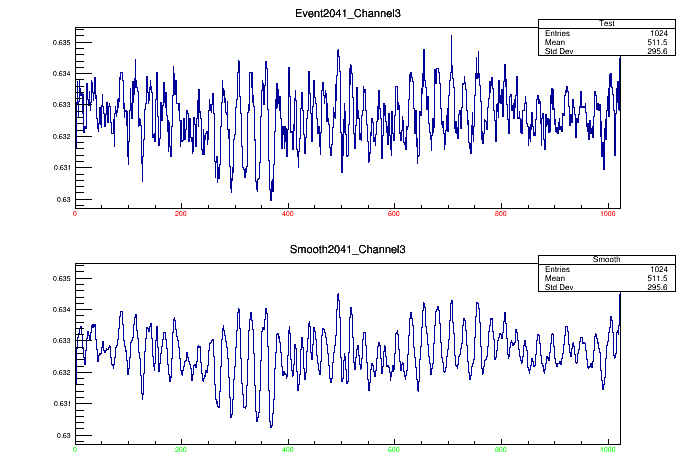 Event2041_Channel3
Test
Entries 1024
Mean 511.5
Std Dev 295.6
0.635
0.634
0.633
0.632
0.631
0.63
0 200 400 600 800 1000
Smooth2041_Channel3
Smooth
Entries 1024
Mean 511.5
Std Dev 295.6
0.635
0.634
0.633
0.632
0.631
0.63
0 200 400 600 800 1000